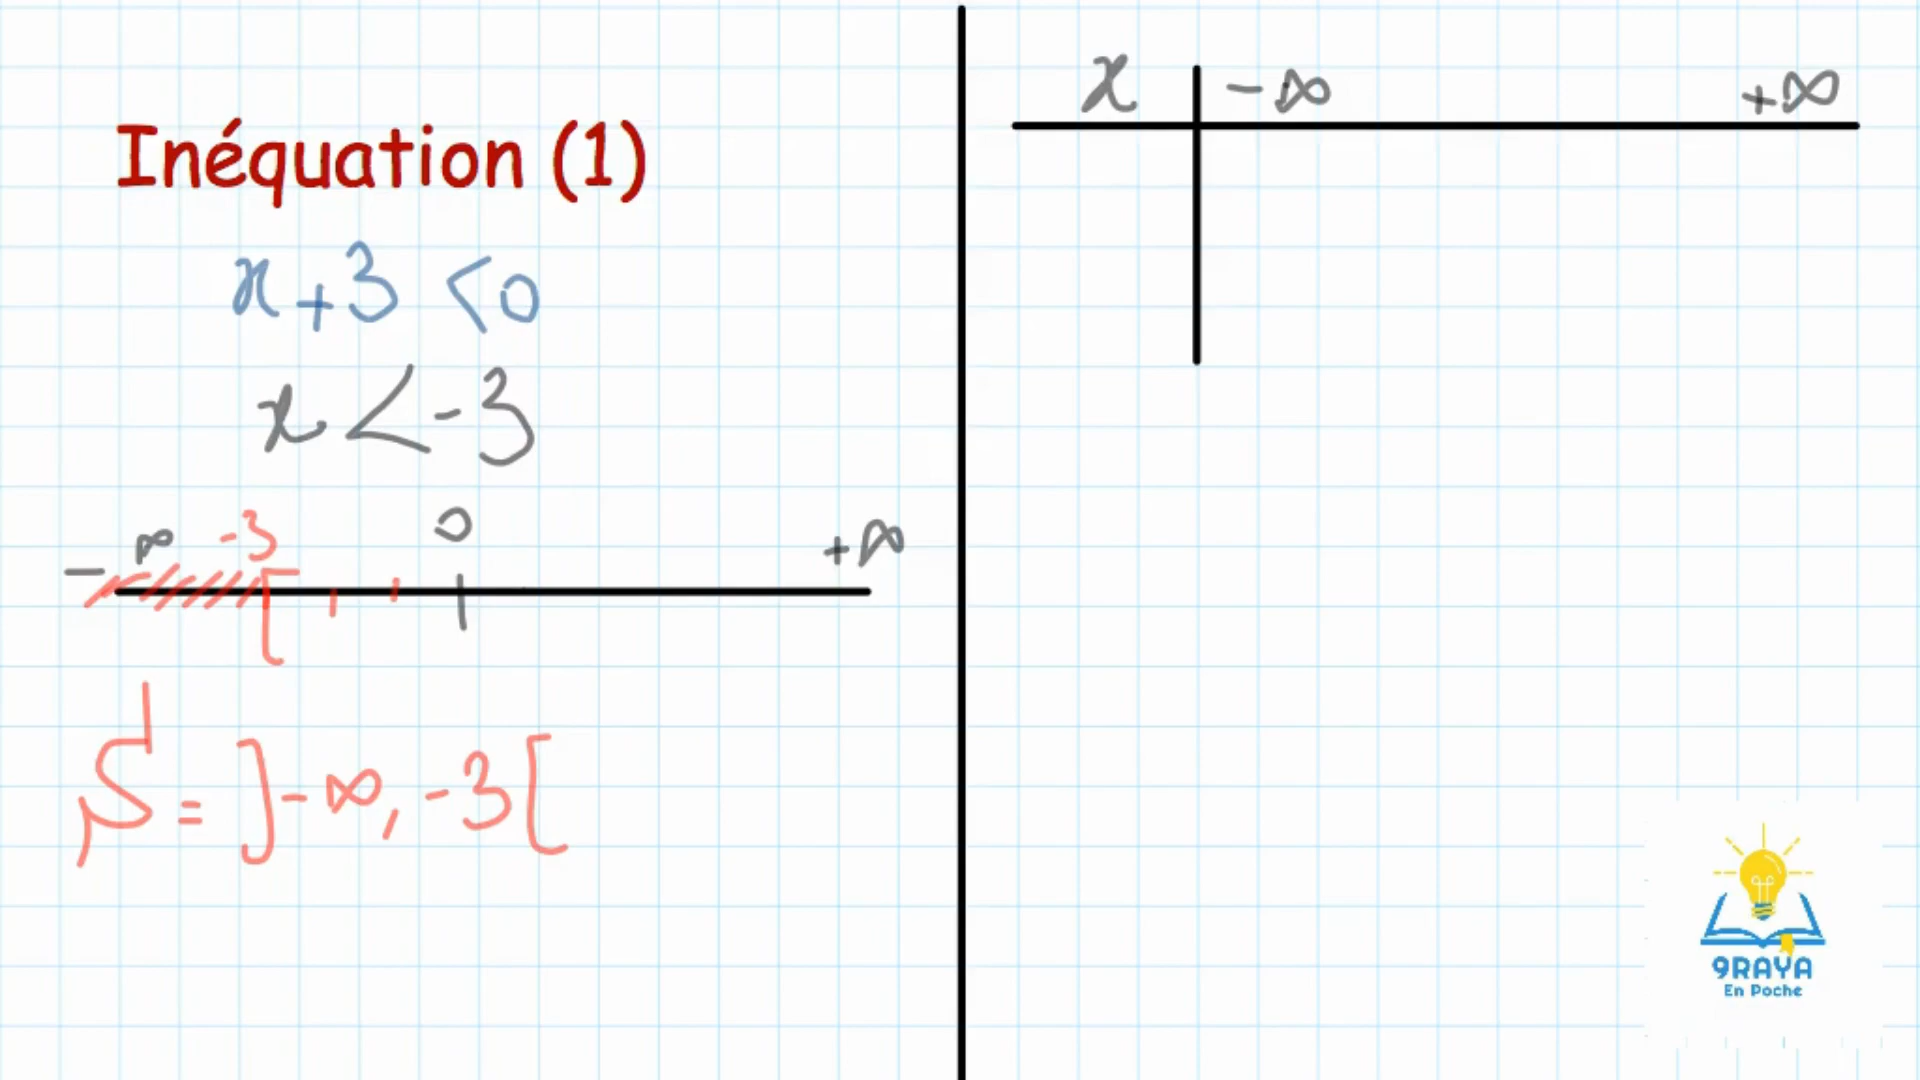 Inéquation (1)
x + 3 < 0
x < -3
-∞ -3 0 +∞
S = ]-∞, -3[
x -∞ +∞
9RAYA
En Poche